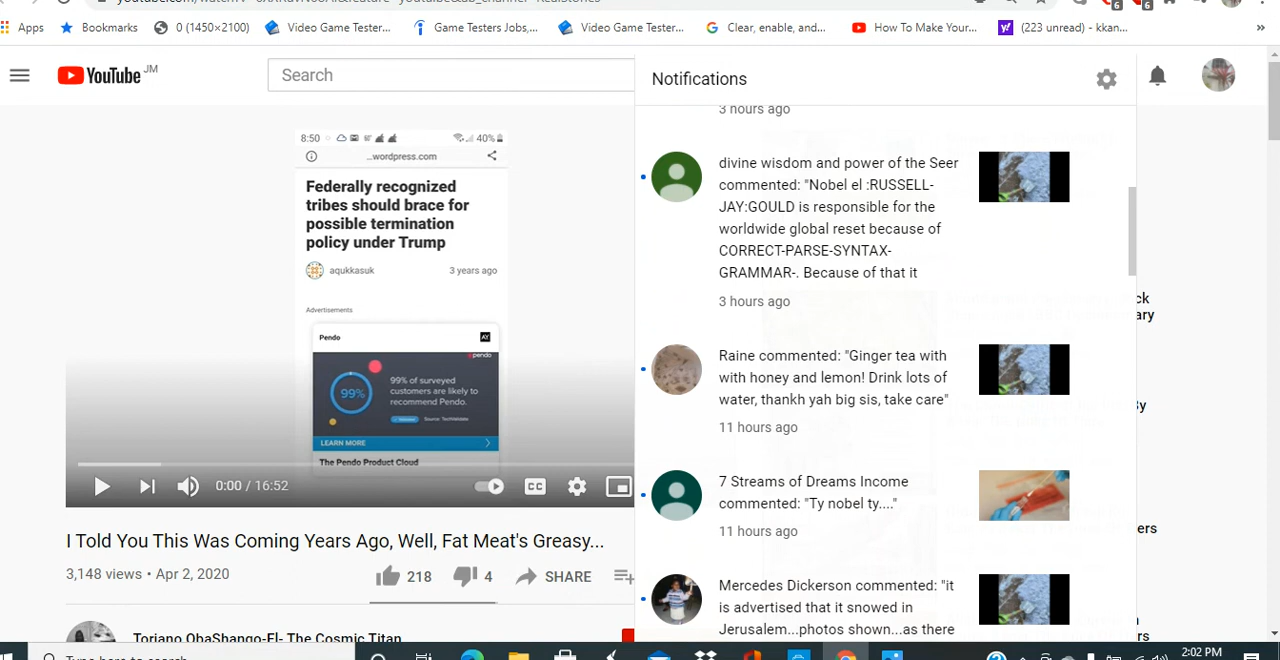 Apps
Bookmarks
0 (1450×2100)
Video Game Tester...
Game Testers Jobs,...
Video Game Tester...
Clear, enable, and...
How To Make Your...
(223 unread) - kkan...
»
6
6
YouTube JM
Search
Notifications
8:50
40%
...wordpress.com
Federally recognized
tribes should brace for
possible termination
policy under Trump
aqukkasuk
3 years ago
Advertisements
Pendo
pendo
99%
99% of surveyed
customers are likely to
recommend Pendo.
LEARN MORE
The Pendo Product Cloud
0:00 / 16:52
CC
I Told You This Was Coming Years Ago, Well, Fat Meat's Greasy...
3,148 views • Apr 2, 2020
218
4
SHARE
Toriano ObaShango-El- The Cosmic Titan
3 hours ago
divine wisdom and power of the Seer
commented: "Nobel el :RUSSELL-
JAY:GOULD is responsible for the
worldwide global reset because of
CORRECT-PARSE-SYNTAX-
GRAMMAR-. Because of that it
3 hours ago
Raine commented: "Ginger tea with
with honey and lemon! Drink lots of
water, thankh yah big sis, take care"
11 hours ago
7 Streams of Dreams Income
commented: "Ty nobel ty...."
11 hours ago
Mercedes Dickerson commented: "it
is advertised that it snowed in
Jerusalem...photos shown...as there
Type here to search
2:02 PM